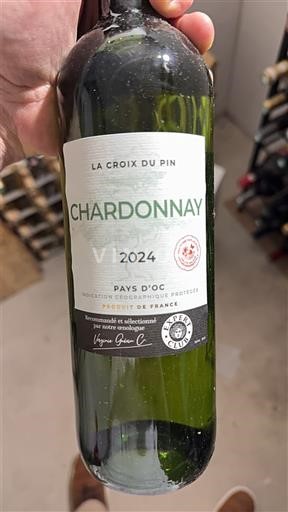 LA CROIX DU PIN
CHARDONNAY
VI 2024
PAYS D'OC
INDICATION GÉOGRAPHIQUE PROTÉGÉE
PRODUIT DE FRANCE
Recommandé et sélectionné
par notre œnologue
EXPERT
CLUB